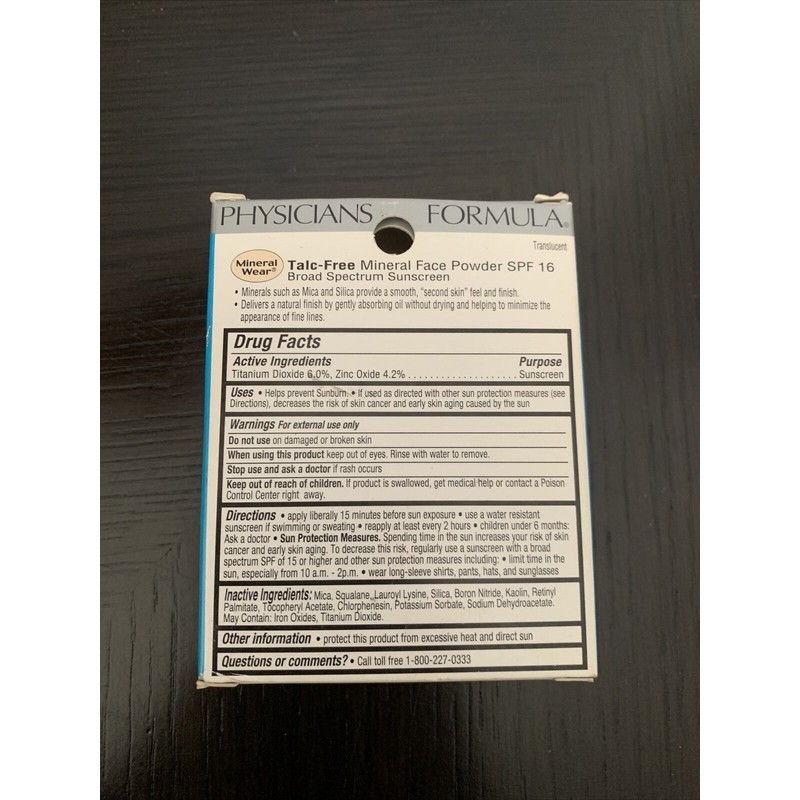 PHYSICIANS FORMULA®
Translucent
Mineral
Wear®
Talc-Free Mineral Face Powder SPF 16
Broad Spectrum Sunscreen
• Minerals such as Mica and Silica provide a smooth, "second skin" feel and finish.
• Delivers a natural finish by gently absorbing oil without drying and helping to minimize the
appearance of fine lines.
Drug Facts
Active Ingredients Purpose
Titanium Dioxide 6.0%, Zinc Oxide 4.2% . . . . . . . . . . . . . . . . . . . . Sunscreen
Uses • Helps prevent Sunburn. • If used as directed with other sun protection measures (see
Directions), decreases the risk of skin cancer and early skin aging caused by the sun
Warnings For external use only
Do not use on damaged or broken skin
When using this product keep out of eyes. Rinse with water to remove.
Stop use and ask a doctor if rash occurs
Keep out of reach of children. If product is swallowed, get medical help or contact a Poison
Control Center right away.
Directions • apply liberally 15 minutes before sun exposure • use a water resistant
sunscreen if swimming or sweating • reapply at least every 2 hours • children under 6 months:
Ask a doctor • Sun Protection Measures. Spending time in the sun increases your risk of skin
cancer and early skin aging. To decrease this risk, regularly use a sunscreen with a broad
spectrum SPF of 15 or higher and other sun protection measures including: • limit time in the
sun, especially from 10 a.m. - 2p.m. • wear long-sleeve shirts, pants, hats, and sunglasses
Inactive Ingredients: Mica, Squalane, Lauroyl Lysine, Silica, Boron Nitride, Kaolin, Retinyl
Palmitate, Tocopheryl Acetate, Chlorphenesin, Potassium Sorbate, Sodium Dehydroacetate.
May Contain: Iron Oxides, Titanium Dioxide.
Other information • protect this product from excessive heat and direct sun
Questions or comments? • Call toll free 1-800-227-0333